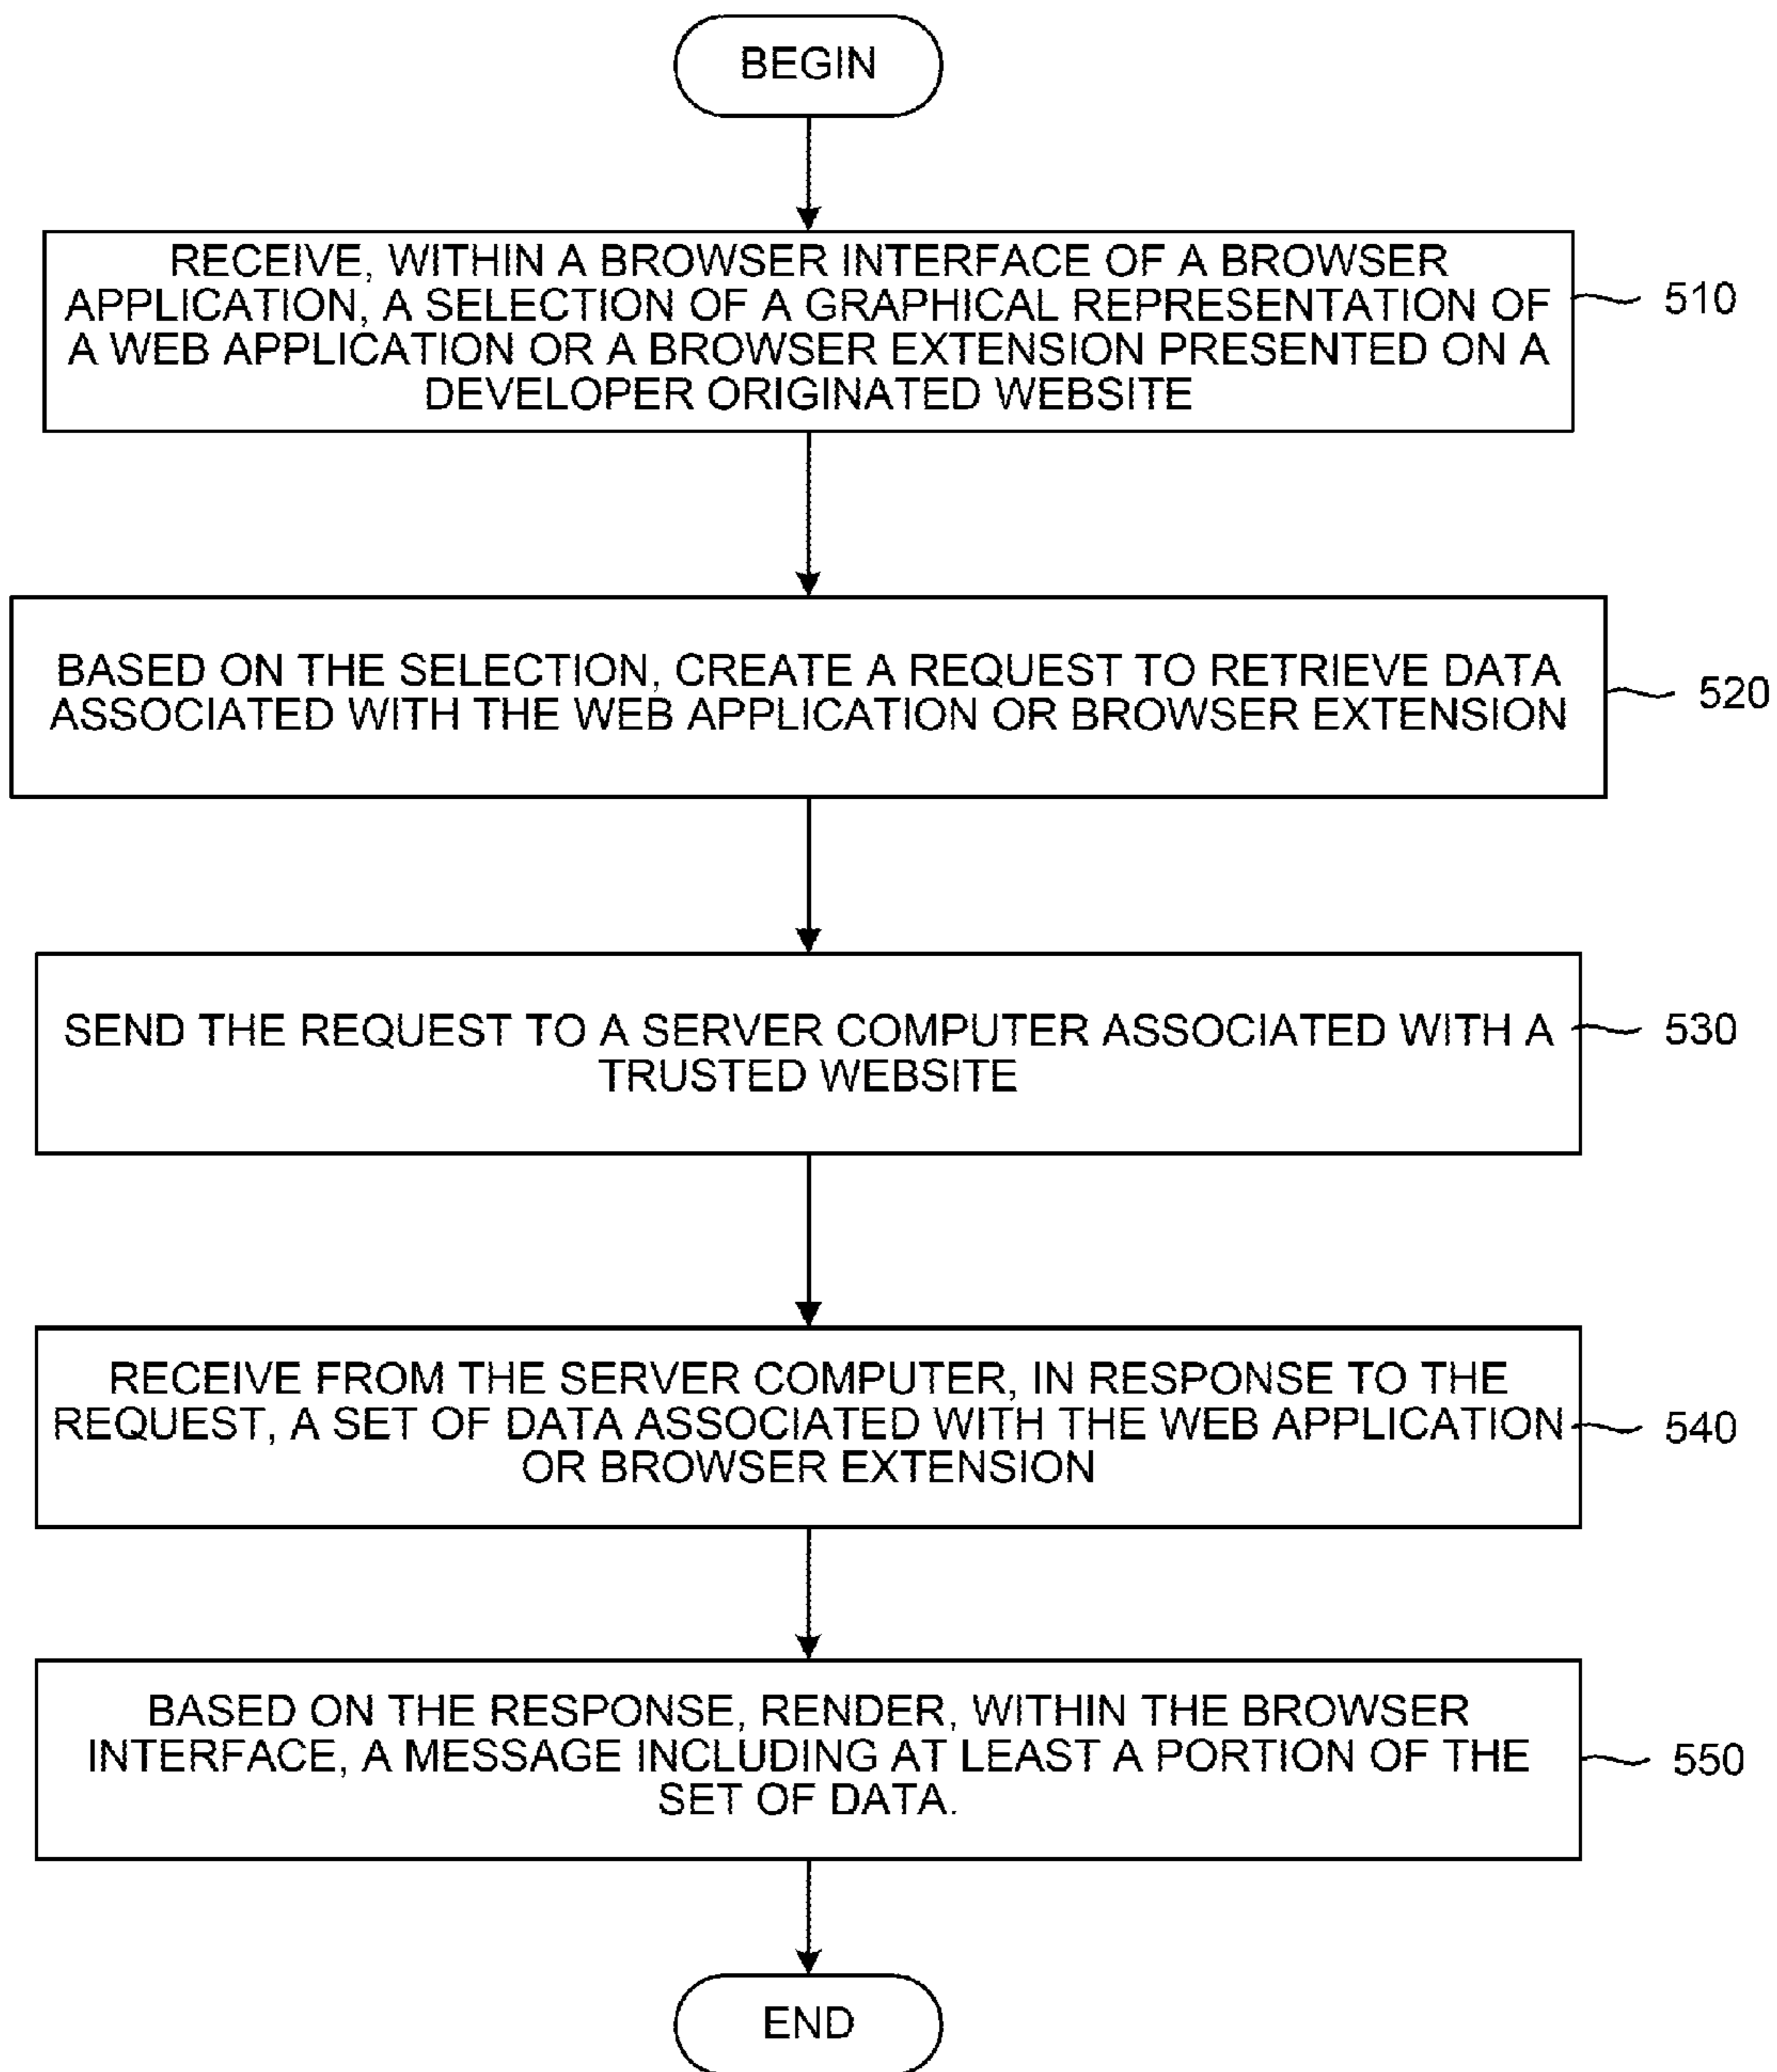 BEGIN
RECEIVE, WITHIN A BROWSER INTERFACE OF A BROWSER
APPLICATION, A SELECTION OF A GRAPHICAL REPRESENTATION OF
A WEB APPLICATION OR A BROWSER EXTENSION PRESENTED ON A
DEVELOPER ORIGINATED WEBSITE
510
BASED ON THE SELECTION, CREATE A REQUEST TO RETRIEVE DATA
ASSOCIATED WITH THE WEB APPLICATION OR BROWSER EXTENSION
520
SEND THE REQUEST TO A SERVER COMPUTER ASSOCIATED WITH A
TRUSTED WEBSITE
530
RECEIVE FROM THE SERVER COMPUTER, IN RESPONSE TO THE
REQUEST, A SET OF DATA ASSOCIATED WITH THE WEB APPLICATION
OR BROWSER EXTENSION
540
BASED ON THE RESPONSE, RENDER, WITHIN THE BROWSER
INTERFACE, A MESSAGE INCLUDING AT LEAST A PORTION OF THE
SET OF DATA.
550
END